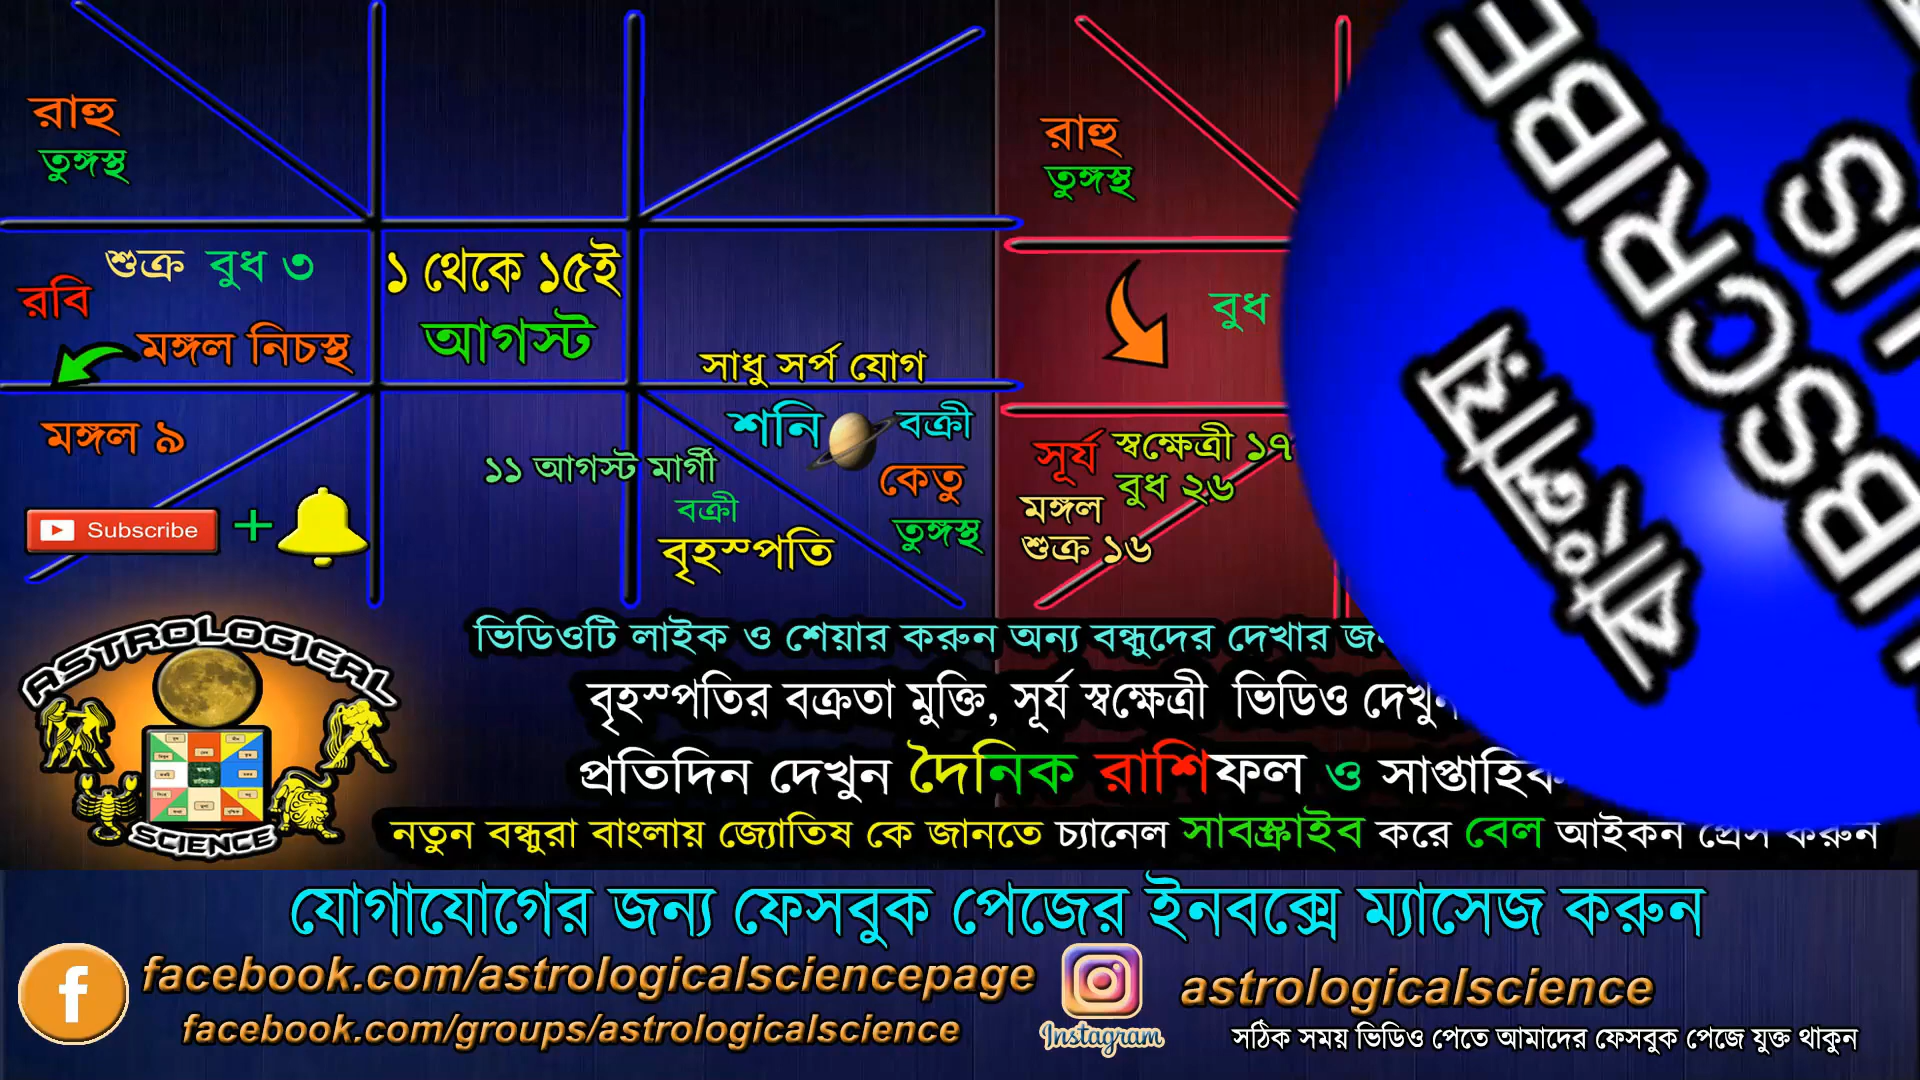 রাহু
তুঙ্গস্থ
শুক্র বুধ ৩
রবি
মঙ্গল নিচস্থ
মঙ্গল ৯
১ থেকে ১৫ই
আগস্ট
সাধু সর্প যোগ
শনি বক্রী
কেতু
তুঙ্গস্থ
১১ আগস্ট মার্গী
বক্রী
বৃহস্পতি
Subscribe +
রাহু
তুঙ্গস্থ
বুধ
সূর্য স্বক্ষেত্রী ১৭
বুধ ২৬
মঙ্গল
শুক্র ১৬
বাংলায়
ASTROLOGICAL
SCIENCE
ভিডিওটি লাইক ও শেয়ার করুন অন্য বন্ধুদের দেখার
বৃহস্পতির বক্রতা মুক্তি, সূর্য স্বক্ষেত্রী ভিডিও দেখুন
প্রতিদিন দেখুন দৈনিক রাশিফল ও সাপ্তাহিক
নতুন বন্ধুরা বাংলায় জ্যোতিষ কে জানতে চ্যানেল সাবস্ক্রাইব করে বেল আইকন প্রেস করুন
যোগাযোগের জন্য ফেসবুক পেজের ইনবক্সে ম্যাসেজ করুন
facebook.com/astrologicalsciencepage
facebook.com/groups/astrologicalscience
Instagram
astrologicalscience
সঠিক সময় ভিডিও পেতে আমাদের ফেসবুক পেজে যুক্ত থাকুন